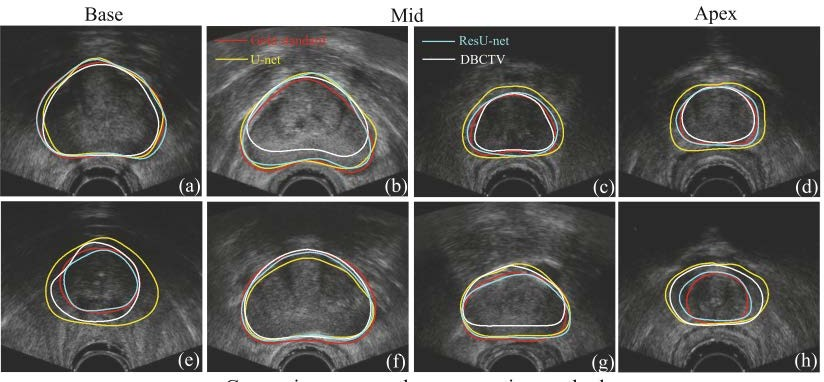 Base
Mid
Apex
U-net
ResU-net
DBCTV
(a)
(b)
(c)
(d)
(e)
(f)
(g)
(h)